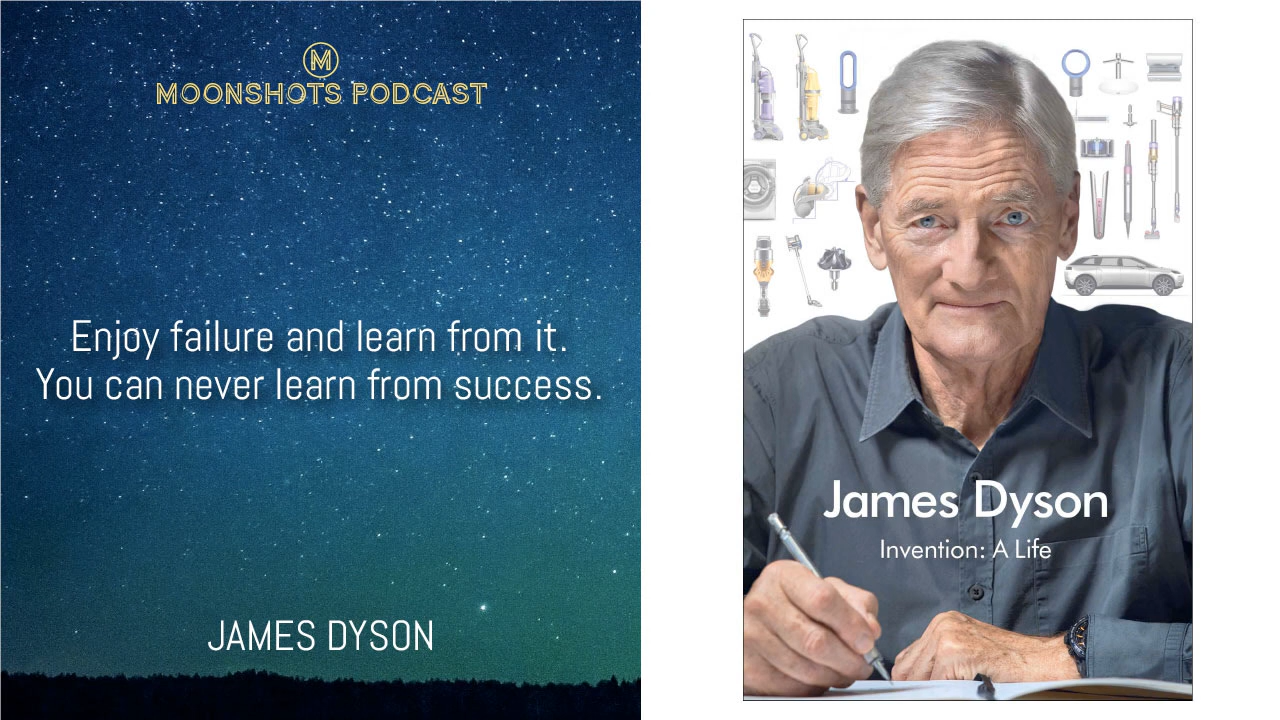 M
MOONSHOTS PODCAST
Enjoy failure and learn from it.
You can never learn from success.
JAMES DYSON
James Dyson
Invention: A Life